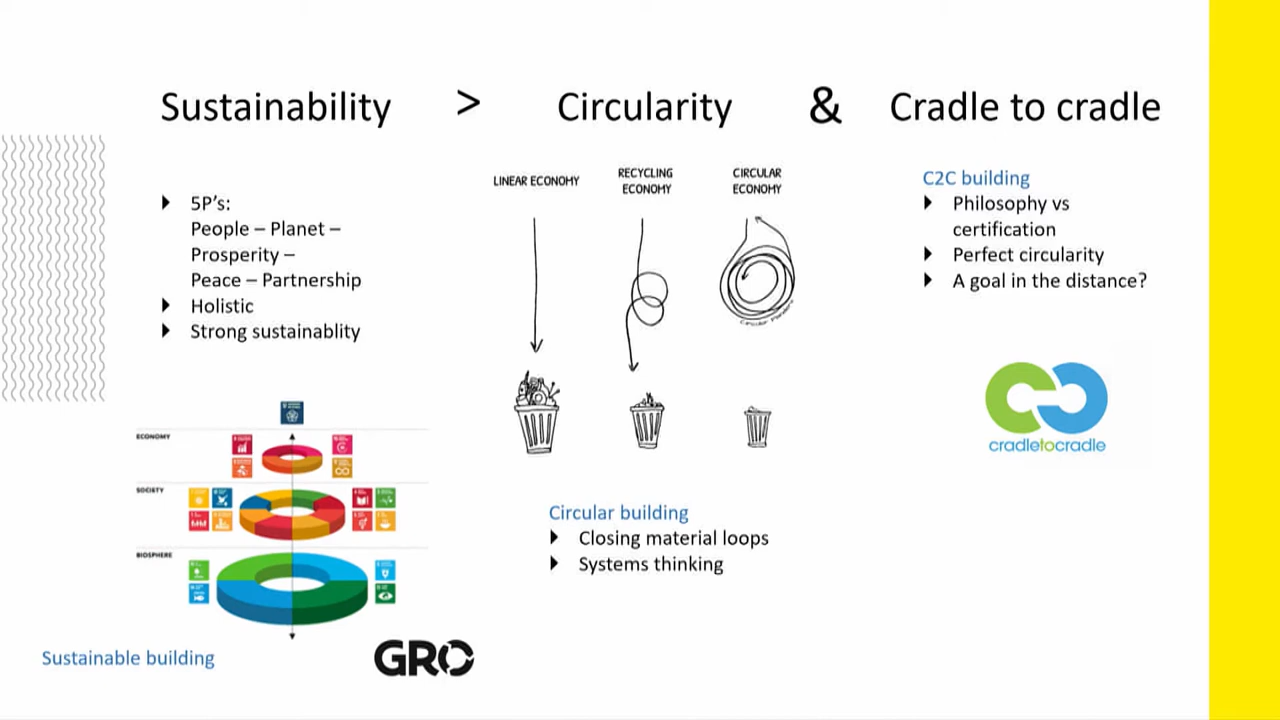 Sustainability > Circularity & Cradle to cradle
5P's:
People – Planet –
Prosperity –
Peace – Partnership
Holistic
Strong sustainablity
ECONOMY
SOCIETY
BIOSPHERE
Sustainable building
GRO
LINEAR ECONOMY
RECYCLING
ECONOMY
CIRCULAR
ECONOMY
Circular building
Closing material loops
Systems thinking
C2C building
Philosophy vs
certification
Perfect circularity
A goal in the distance?
cradletocradle